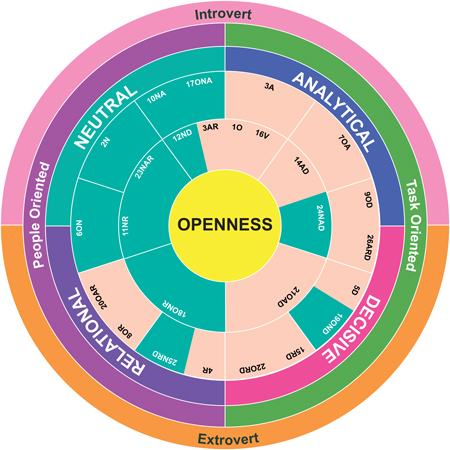 Introvert
Task Oriented
Extrovert
People Oriented
NEUTRAL
ANALYTICAL
DECISIVE
RELATIONAL
3A
7OA
9OD
26ARD
5D
19OND
15RD
22ORD
4R
25NRD
8OR
20OAR
6ON
2N
10NA
17ONA
3AR
1O
16V
14AD
24NAD
21OAD
18ONR
11NR
23NAR
12ND
OPENNESS